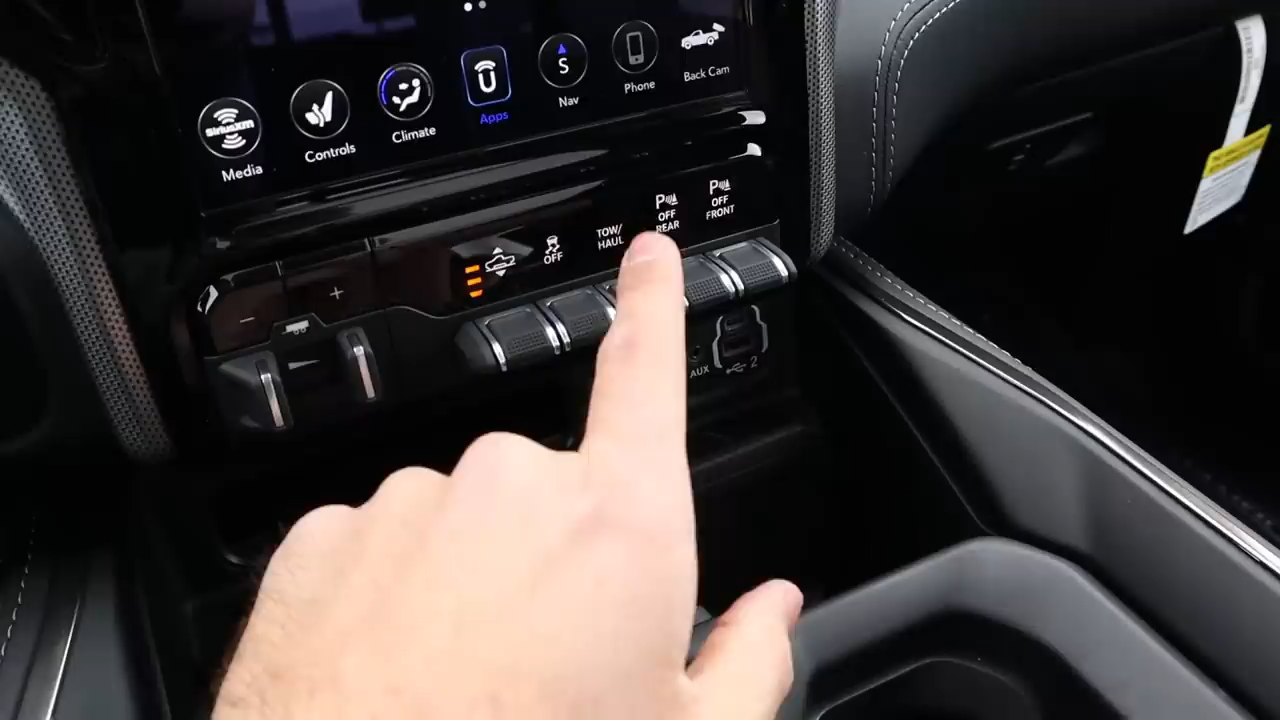 SiriusXM
Media
Controls
Climate
Apps
S
Nav
Phone
Back Cam
OFF
TOW/
HAUL
P
OFF
REAR
P
OFF
FRONT
−
+
AUX
2